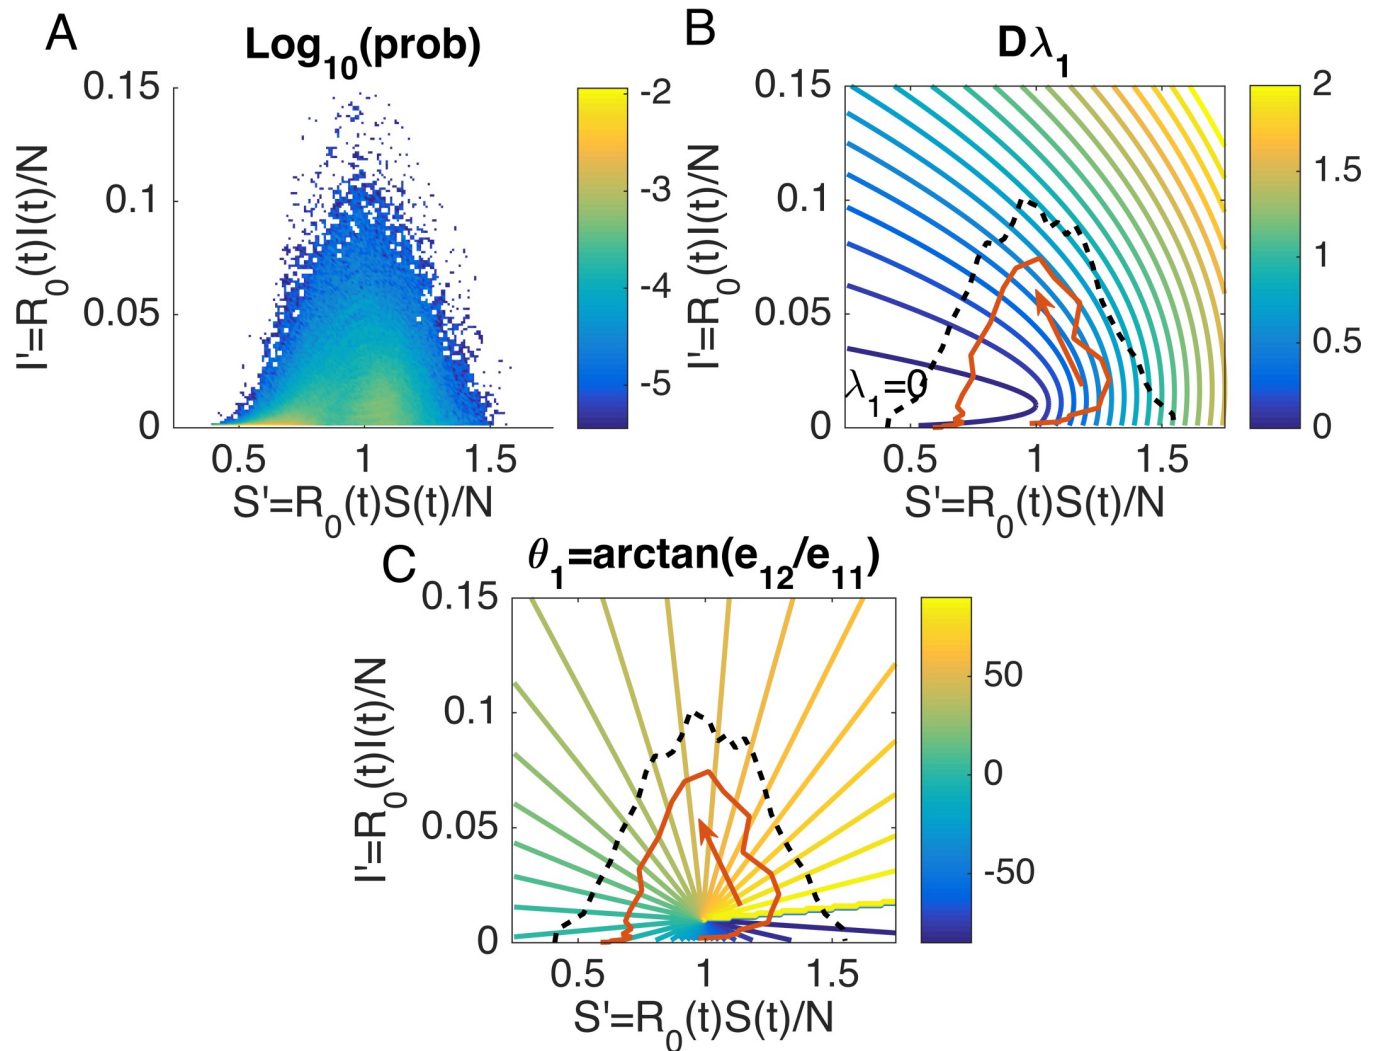 A
Log10(prob)
I'=R0(t)I(t)/N
0.15
0.1
0.05
0
0.5
1
1.5
S'=R0(t)S(t)/N
-2
-3
-4
-5
B
Dλ1
I'=R0(t)I(t)/N
0.15
0.1
0.05
0
λ1=0
0.5
1
1.5
S'=R0(t)S(t)/N
2
1.5
1
0.5
0
C
θ1=arctan(e12/e11)
I'=R0(t)I(t)/N
0.15
0.1
0.05
0
0.5
1
1.5
S'=R0(t)S(t)/N
50
0
-50